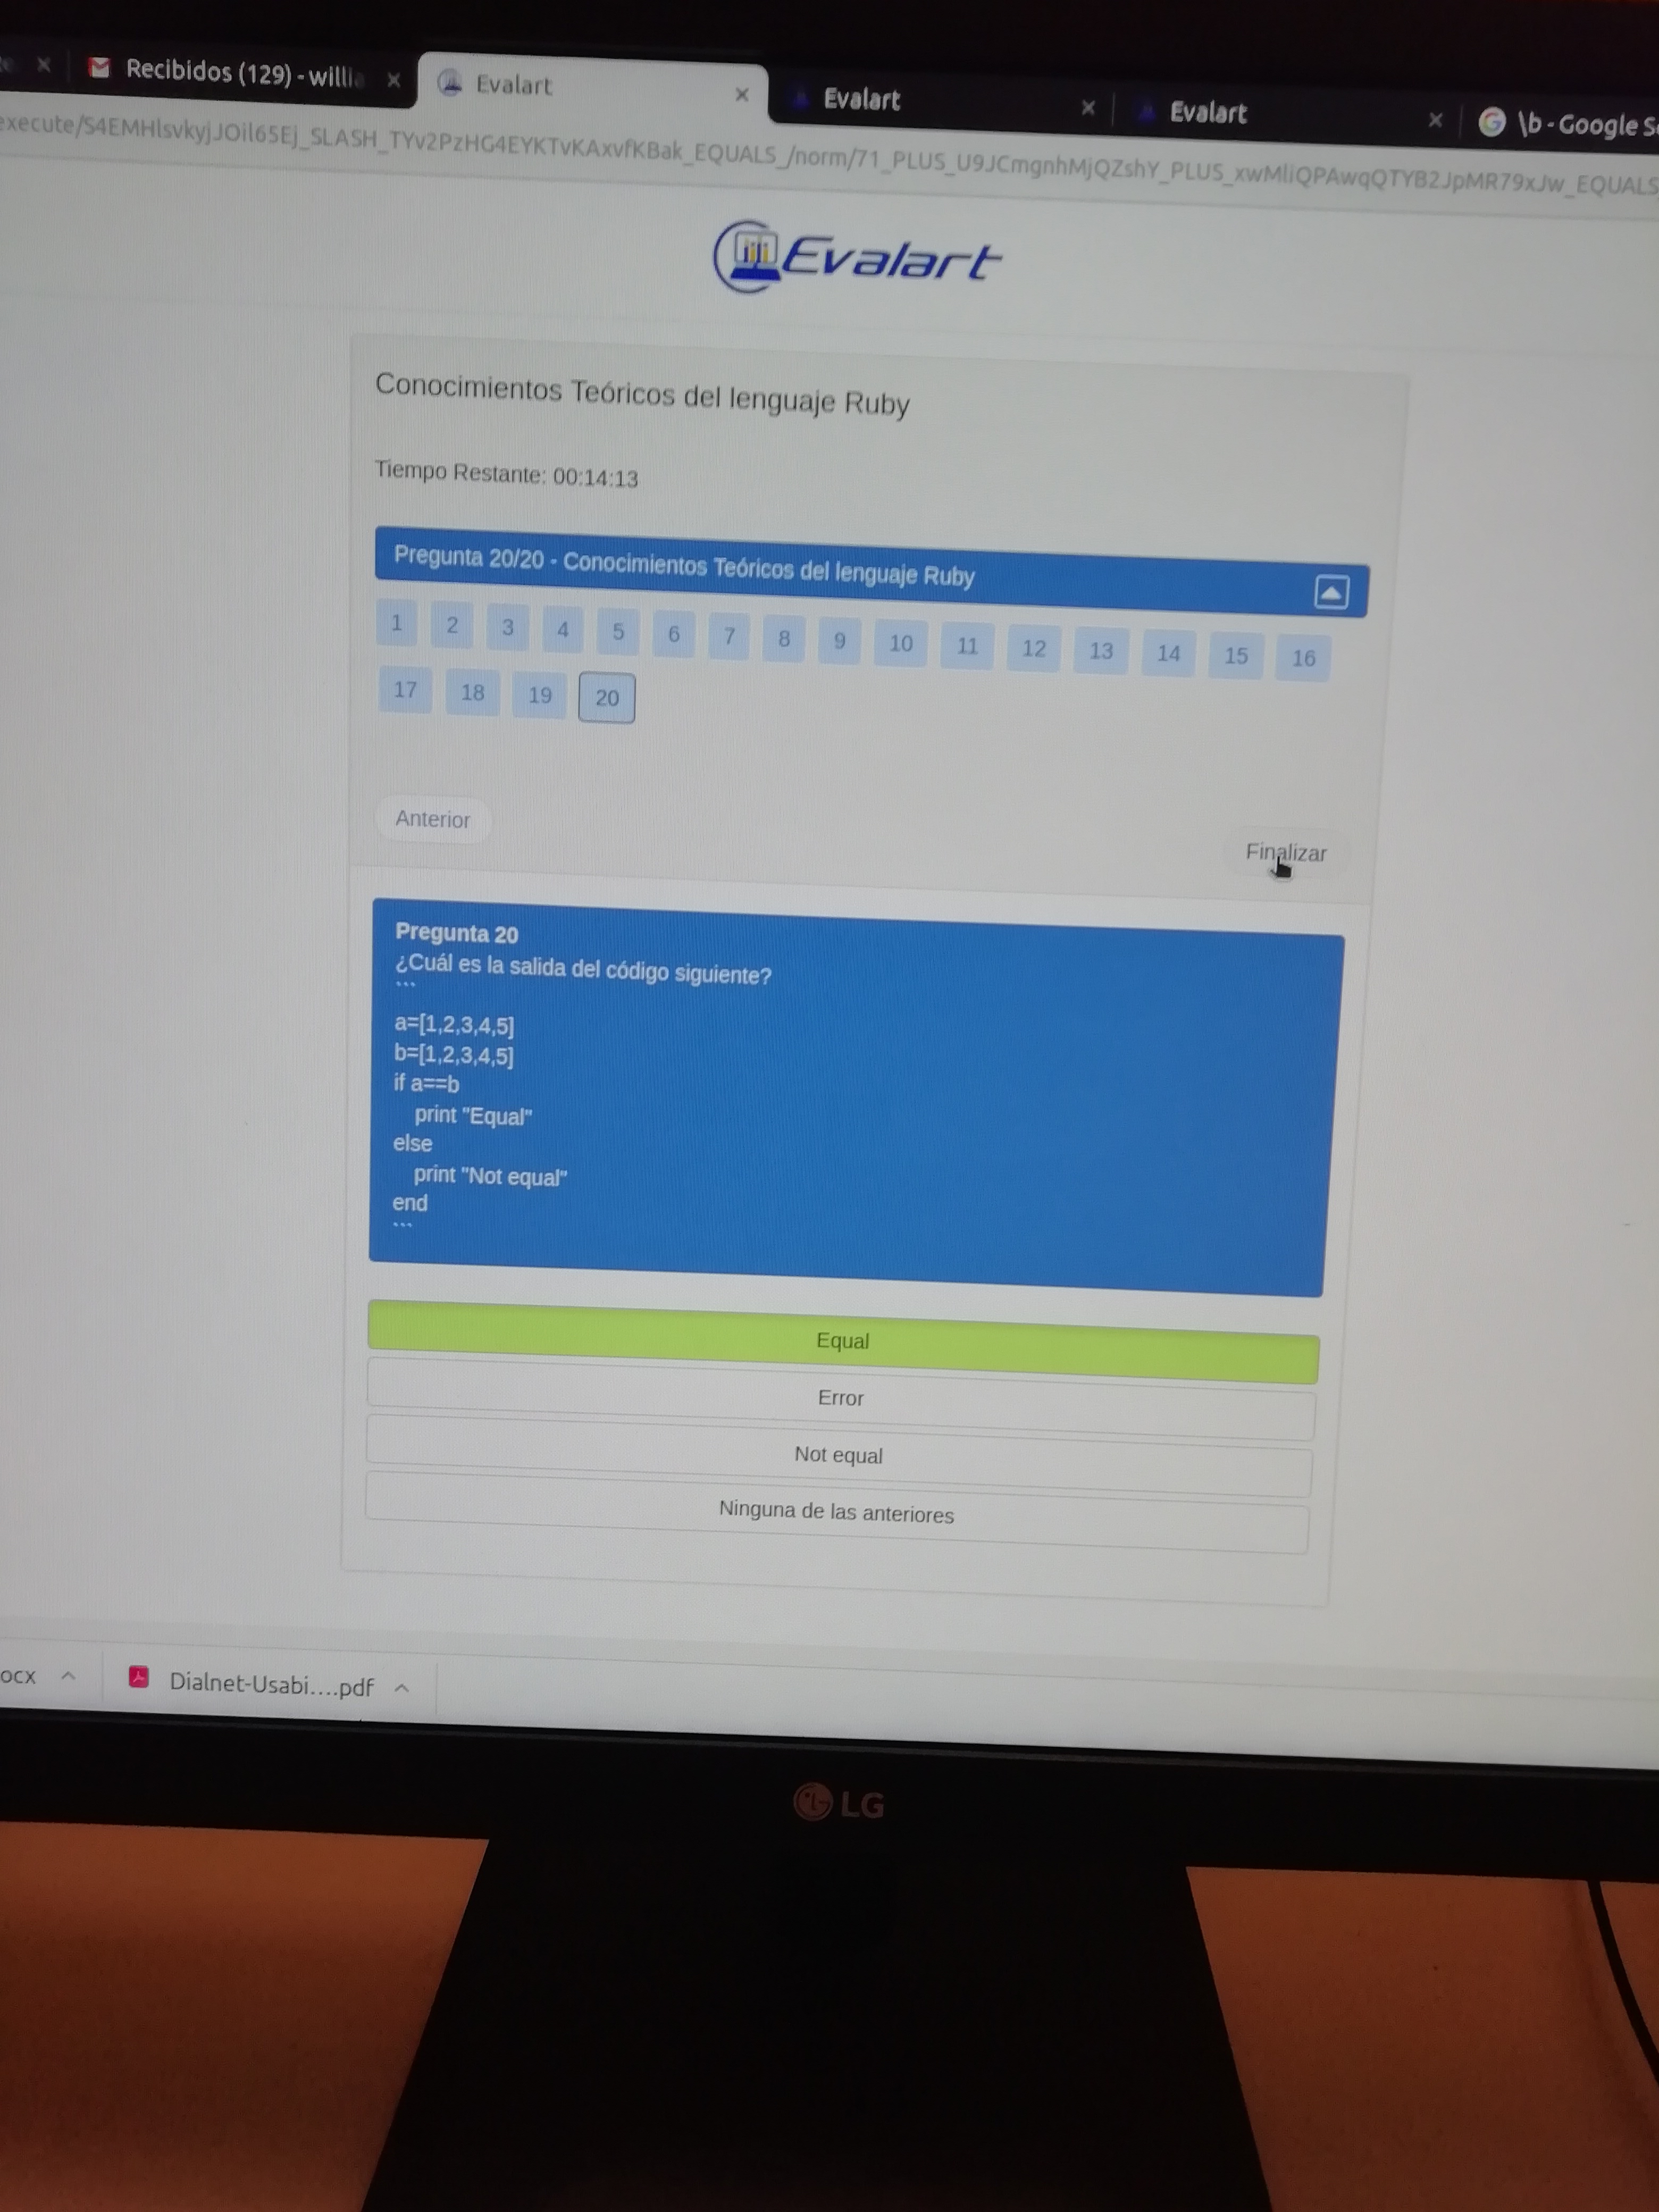 Recibidos (129) - willi
Evalart
Evalart
Evalart
\b - Google S
execute/S4EMHlsvkyjJOil65Ej_SLASH_TYv2PzHG4EYKTvKAxvfKBak_EQUALS_/norm/71_PLUS_U9JCmgnhMjQZshY_PLUS_xwMliQPAwqQTYB2JpMR79xJw_EQUALS
Evalart
Conocimientos Teóricos del lenguaje Ruby
Tiempo Restante: 00:14:13
Pregunta 20/20 - Conocimientos Teóricos del lenguaje Ruby
1 2 3 4 5 6 7 8 9 10 11 12 13 14 15 16
17 18 19 20
Anterior
Finalizar
Pregunta 20
¿Cuál es la salida del código siguiente?
```
a=[1,2,3,4,5]
b=[1,2,3,4,5]
if a==b
print "Equal"
else
print "Not equal"
end
```
Equal
Error
Not equal
Ninguna de las anteriores
ocx
Dialnet-Usabi....pdf
LG